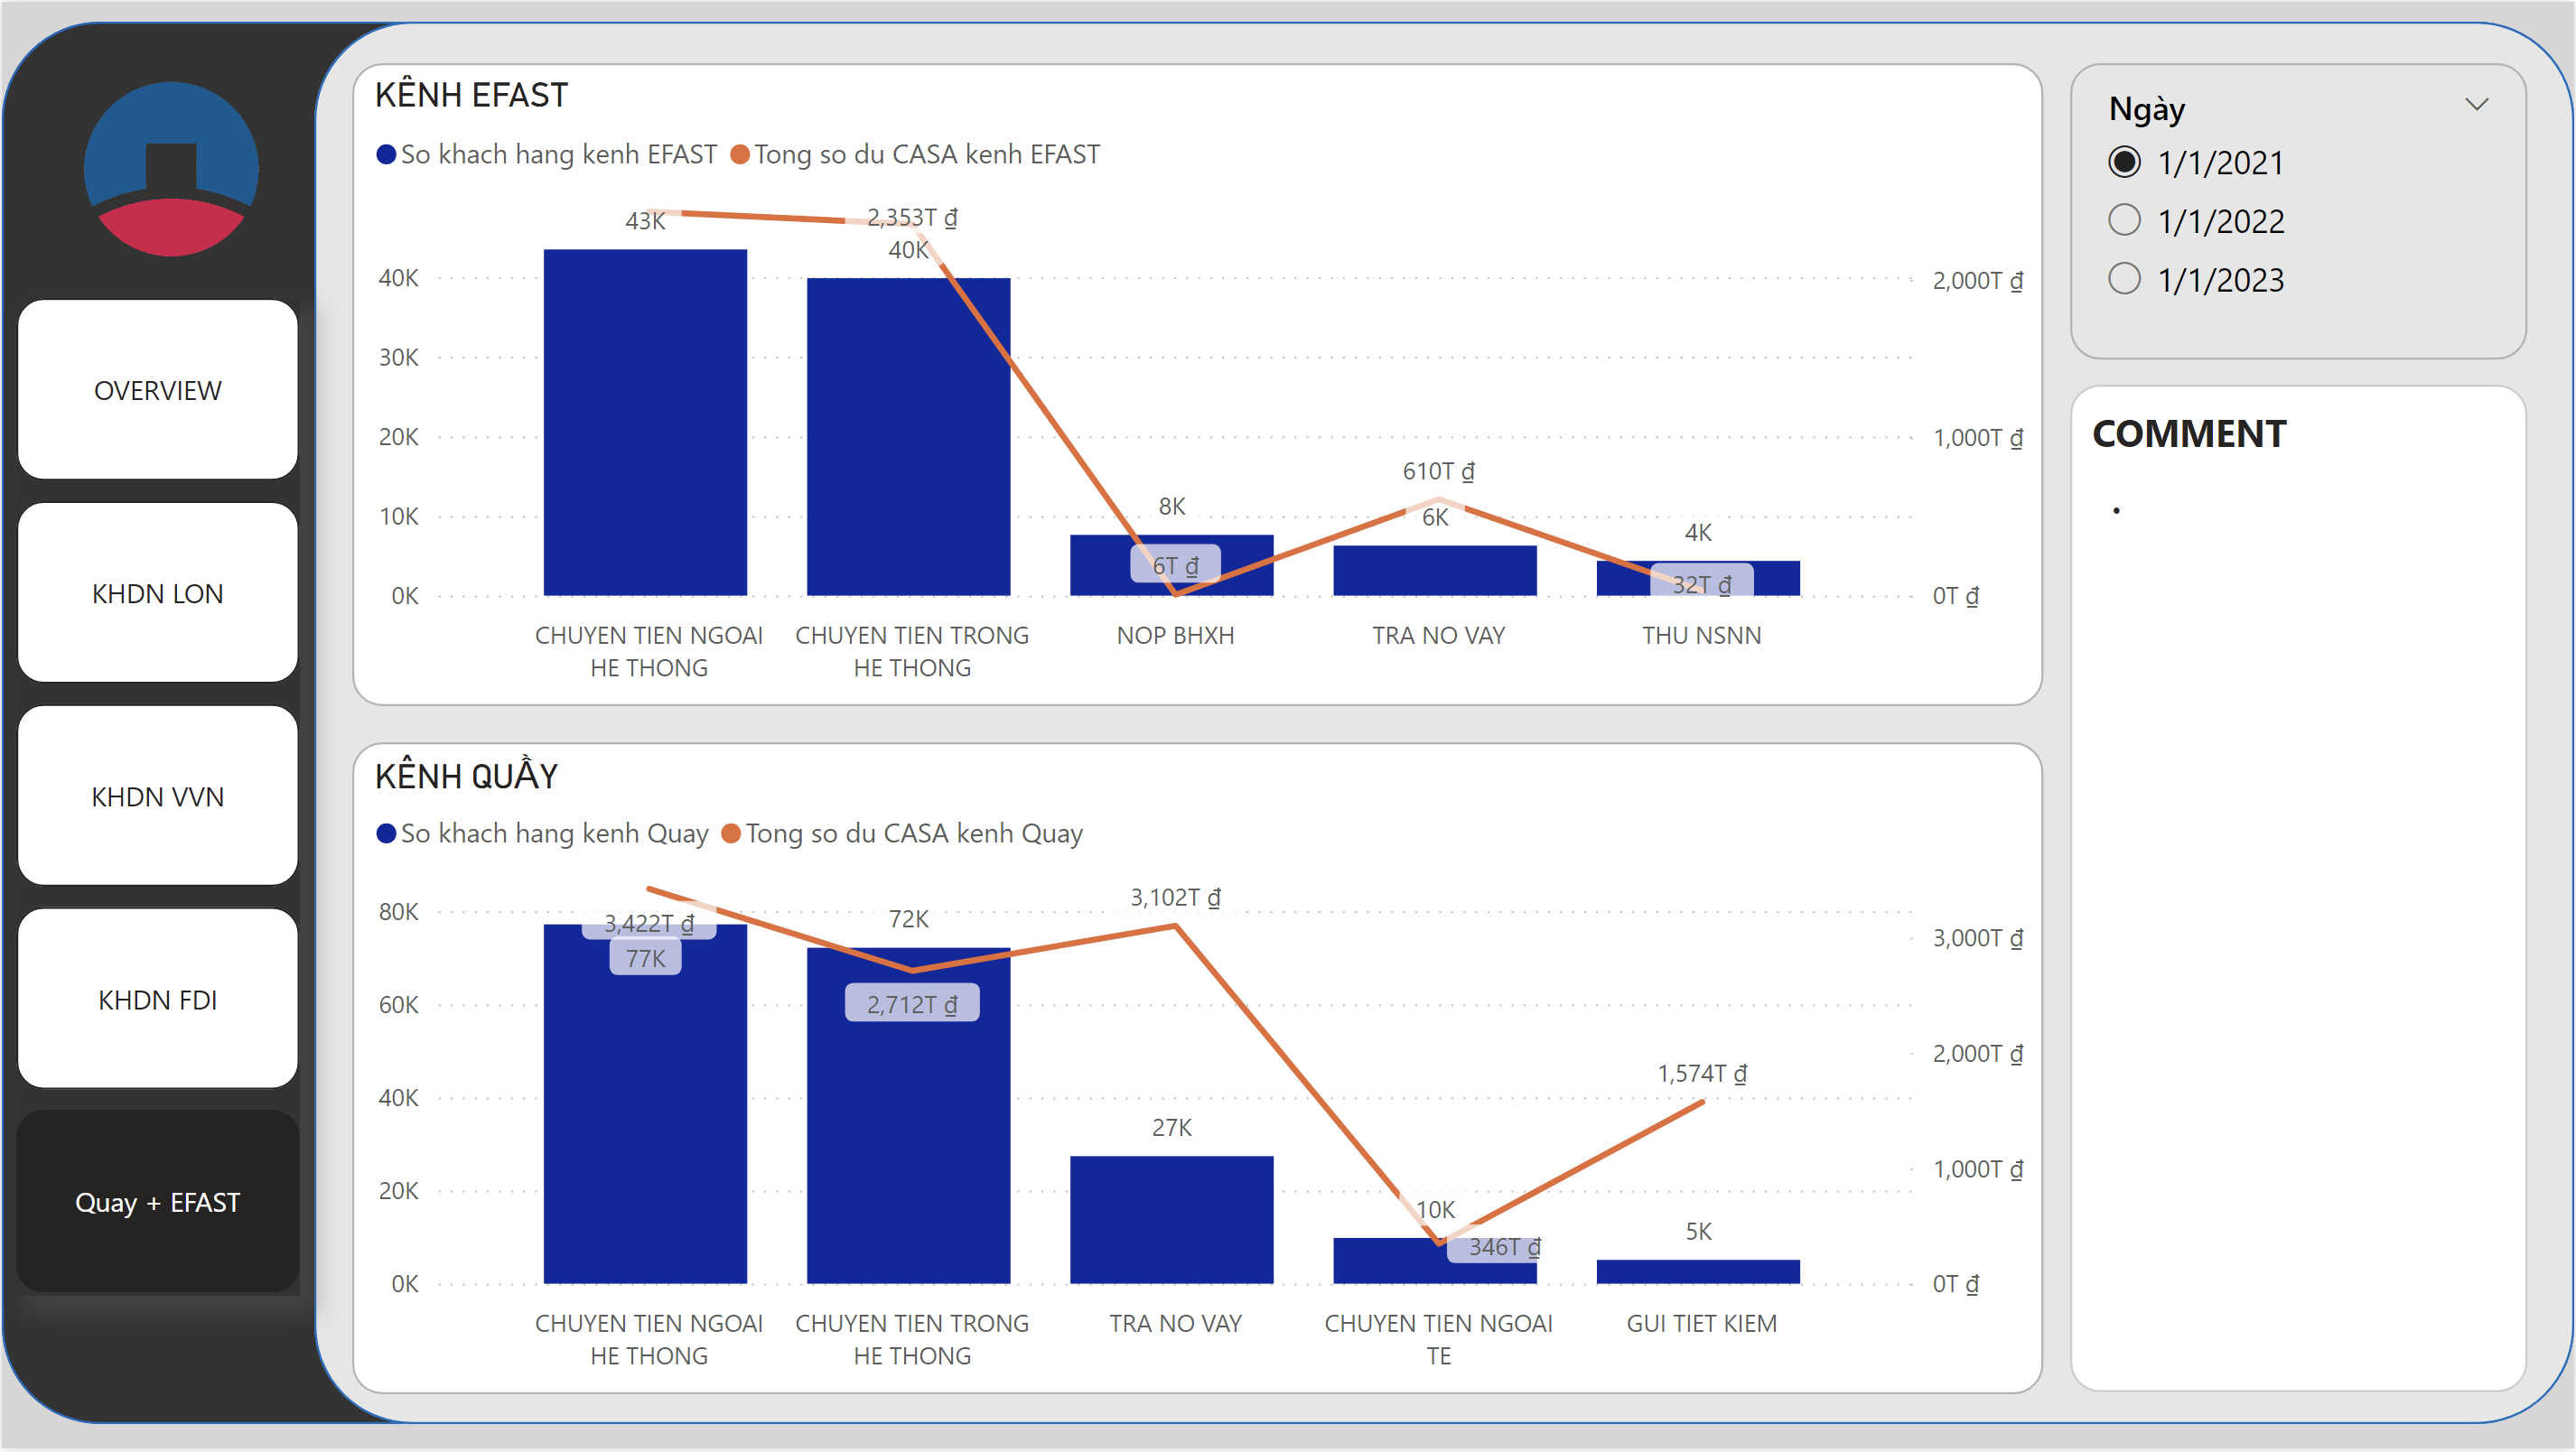 OVERVIEW
KHDN LON
KHDN VVN
KHDN FDI
Quay + EFAST
KÊNH EFAST
So khach hang kenh EFAST Tong so du CASA kenh EFAST
43K
2,353T ₫
40K
8K
6T ₫
610T ₫
6K
4K
32T ₫
40K
30K
20K
10K
0K
2,000T ₫
1,000T ₫
0T ₫
CHUYEN TIEN NGOAI
HE THONG
CHUYEN TIEN TRONG
HE THONG
NOP BHXH
TRA NO VAY
THU NSNN
KÊNH QUẦY
So khach hang kenh Quay Tong so du CASA kenh Quay
3,422T ₫
77K
72K
2,712T ₫
3,102T ₫
27K
10K
346T ₫
1,574T ₫
5K
80K
60K
40K
20K
0K
3,000T ₫
2,000T ₫
1,000T ₫
0T ₫
CHUYEN TIEN NGOAI
HE THONG
CHUYEN TIEN TRONG
HE THONG
TRA NO VAY
CHUYEN TIEN NGOAI
TE
GUI TIET KIEM
Ngày
1/1/2021
1/1/2022
1/1/2023
COMMENT
•